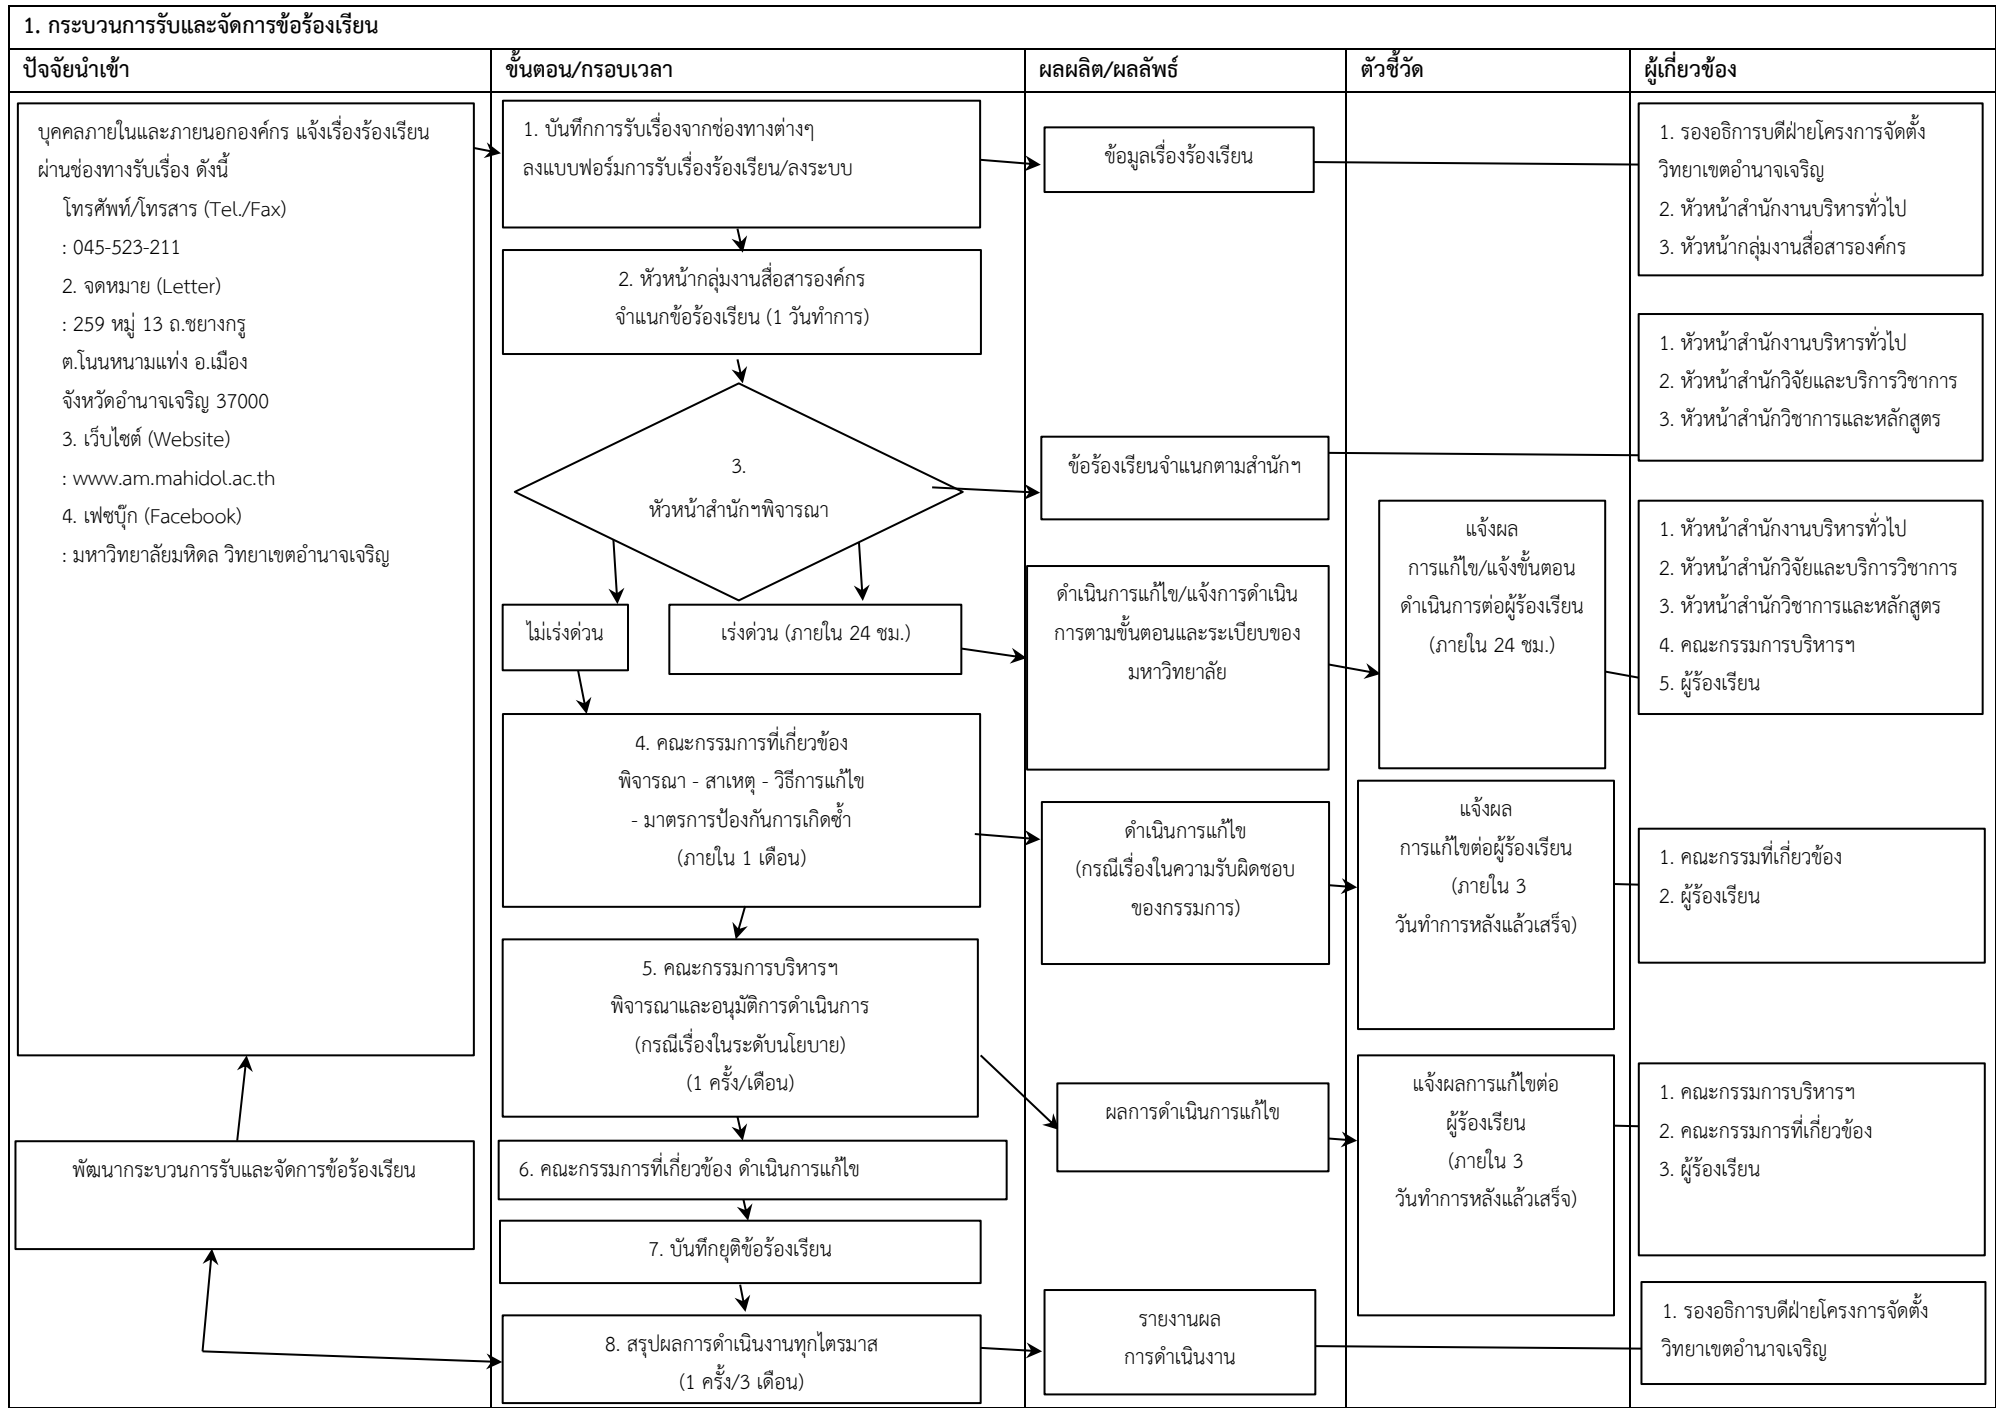 1. กระบวนการรับและจัดการข้อร้องเรียน
ปัจจัยนำเข้า
ขั้นตอน/กรอบเวลา
ผลผลิต/ผลลัพธ์
ตัวชี้วัด
ผู้เกี่ยวข้อง
บุคคลภายในและภายนอกองค์กร แจ้งเรื่องร้องเรียน
ผ่านช่องทางรับเรื่อง ดังนี้
โทรศัพท์/โทรสาร (Tel./Fax)
: 045-523-211
2. จดหมาย (Letter)
: 259 หมู่ 13 ถ.ชยางกรู
ต.โนนหนามแท่ง อ.เมือง
จังหวัดอำนาจเจริญ 37000
3. เว็บไซต์ (Website)
: www.am.mahidol.ac.th
4. เฟซบุ๊ก (Facebook)
: มหาวิทยาลัยมหิดล วิทยาเขตอำนาจเจริญ
พัฒนากระบวนการรับและจัดการข้อร้องเรียน
1. บันทึกการรับเรื่องจากช่องทางต่างๆ
ลงแบบฟอร์มการรับเรื่องร้องเรียน/ลงระบบ
2. หัวหน้ากลุ่มงานสื่อสารองค์กร
จำแนกข้อร้องเรียน (1 วันทำการ)
3.
หัวหน้าสำนักฯพิจารณา
ไม่เร่งด่วน
เร่งด่วน (ภายใน 24 ชม.)
4. คณะกรรมการที่เกี่ยวข้อง
พิจารณา - สาเหตุ - วิธีการแก้ไข
- มาตรการป้องกันการเกิดซ้ำ
(ภายใน 1 เดือน)
5. คณะกรรมการบริหารฯ
พิจารณาและอนุมัติการดำเนินการ
(กรณีเรื่องในระดับนโยบาย)
(1 ครั้ง/เดือน)
6. คณะกรรมการที่เกี่ยวข้อง ดำเนินการแก้ไข
7. บันทึกยุติข้อร้องเรียน
8. สรุปผลการดำเนินงานทุกไตรมาส
(1 ครั้ง/3 เดือน)
ข้อมูลเรื่องร้องเรียน
ข้อร้องเรียนจำแนกตามสำนักฯ
ดำเนินการแก้ไข/แจ้งการดำเนิน
การตามขั้นตอนและระเบียบของ
มหาวิทยาลัย
ดำเนินการแก้ไข
(กรณีเรื่องในความรับผิดชอบ
ของกรรมการ)
ผลการดำเนินการแก้ไข
รายงานผล
การดำเนินงาน
แจ้งผล
การแก้ไข/แจ้งขั้นตอน
ดำเนินการต่อผู้ร้องเรียน
(ภายใน 24 ชม.)
แจ้งผล
การแก้ไขต่อผู้ร้องเรียน
(ภายใน 3
วันทำการหลังแล้วเสร็จ)
แจ้งผลการแก้ไขต่อ
ผู้ร้องเรียน
(ภายใน 3
วันทำการหลังแล้วเสร็จ)
1. รองอธิการบดีฝ่ายโครงการจัดตั้ง
วิทยาเขตอำนาจเจริญ
2. หัวหน้าสำนักงานบริหารทั่วไป
3. หัวหน้ากลุ่มงานสื่อสารองค์กร
1. หัวหน้าสำนักงานบริหารทั่วไป
2. หัวหน้าสำนักวิจัยและบริการวิชาการ
3. หัวหน้าสำนักวิชาการและหลักสูตร
1. หัวหน้าสำนักงานบริหารทั่วไป
2. หัวหน้าสำนักวิจัยและบริการวิชาการ
3. หัวหน้าสำนักวิชาการและหลักสูตร
4. คณะกรรมการบริหารฯ
5. ผู้ร้องเรียน
1. คณะกรรมที่เกี่ยวข้อง
2. ผู้ร้องเรียน
1. คณะกรรมการบริหารฯ
2. คณะกรรมการที่เกี่ยวข้อง
3. ผู้ร้องเรียน
1. รองอธิการบดีฝ่ายโครงการจัดตั้ง
วิทยาเขตอำนาจเจริญ